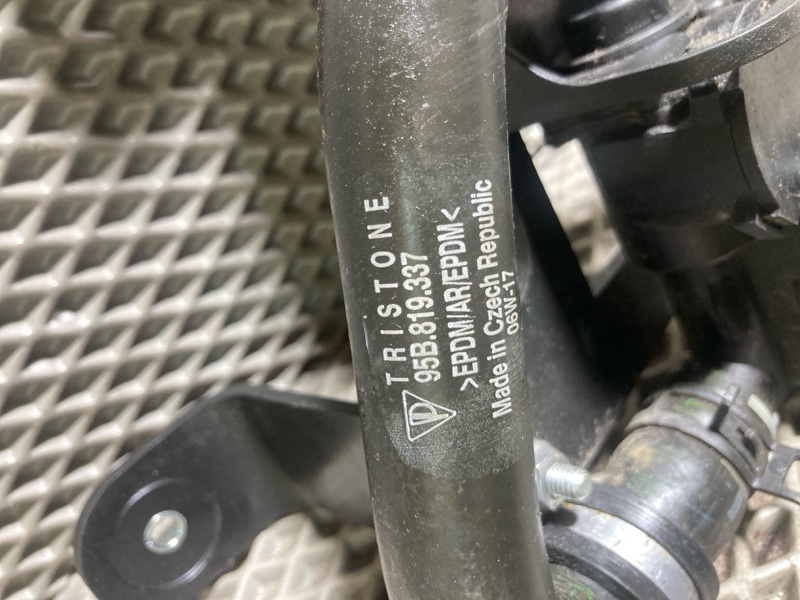 TRISTONE
95B.819.337
>EPDM/AR/EPDM<
Made in Czech Republic
06W-17